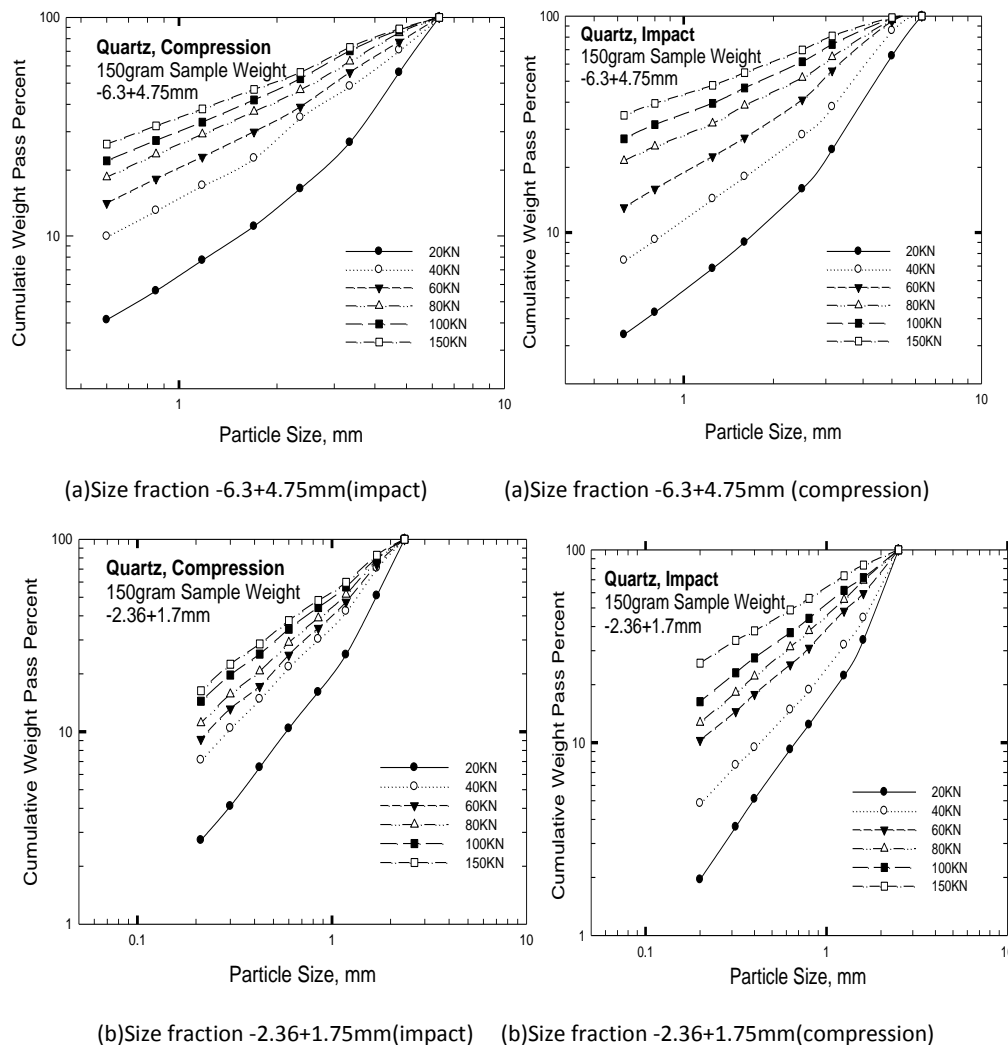 100
10
1
10
Cumulatie Weight Pass Percent
Particle Size, mm
Quartz, Compression
150gram Sample Weight
-6.3+4.75mm
20KN
40KN
60KN
80KN
100KN
150KN
100
10
1
10
Cumulative Weight Pass Percent
Particle Size, mm
Quartz, Impact
150gram Sample Weight
-6.3+4.75mm
20KN
40KN
60KN
80KN
100KN
150KN
(a)Size fraction -6.3+4.75mm(impact)
(a)Size fraction -6.3+4.75mm (compression)
100
10
1
0.1
1
10
Cumulative Weight Pass Percent
Particle Size, mm
Quartz, Compression
150gram Sample Weight
-2.36+1.7mm
20KN
40KN
60KN
80KN
100KN
150KN
100
10
1
0.1
1
10
Cumulative Weight Pass Percent
Particle Size, mm
Quartz, Impact
150gram Sample Weight
-2.36+1.7mm
20KN
40KN
60KN
80KN
100KN
150KN
(b)Size fraction -2.36+1.75mm(impact)
(b)Size fraction -2.36+1.75mm(compression)